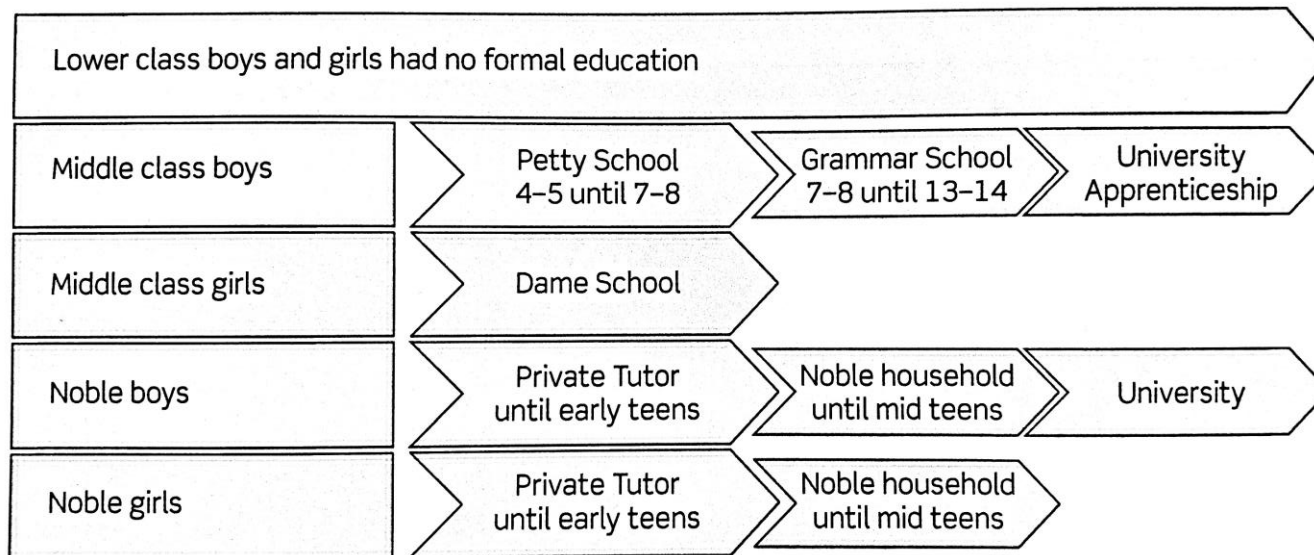 Lower class boys and girls had no formal education
Middle class boys
Petty School
4–5 until 7–8
Grammar School
7–8 until 13–14
University
Apprenticeship
Middle class girls
Dame School
Noble boys
Private Tutor
until early teens
Noble household
until mid teens
University
Noble girls
Private Tutor
until early teens
Noble household
until mid teens